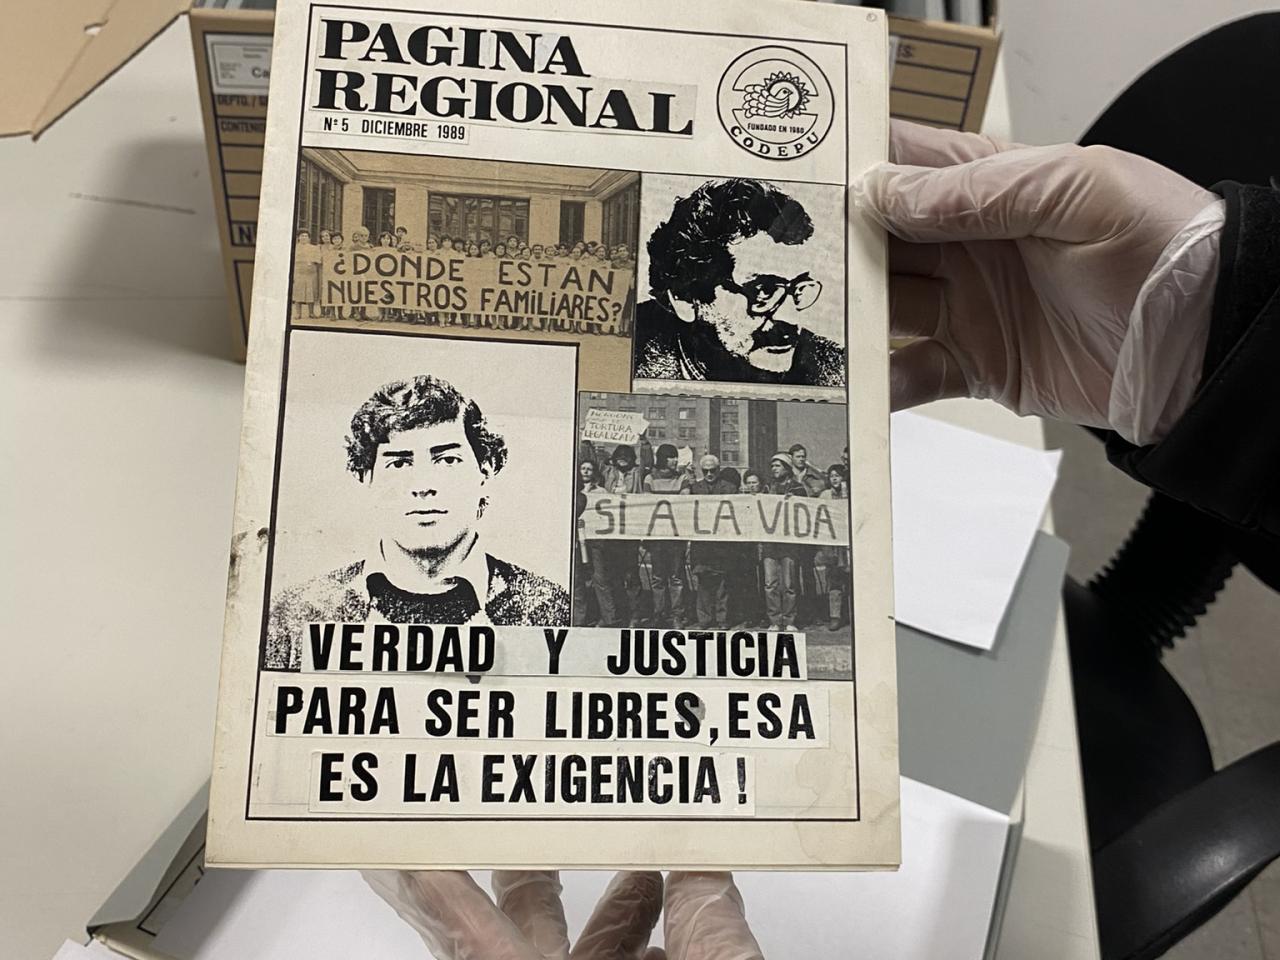 PAGINA
REGIONAL
Nº 5 DICIEMBRE 1989
FUNDADO EN 1980
CODEPU
¿DONDE ESTAN
NUESTROS FAMILIARES?
TORTURA
LEGALIZADA
SI A LA VIDA
VERDAD Y JUSTICIA
PARA SER LIBRES, ESA
ES LA EXIGENCIA!